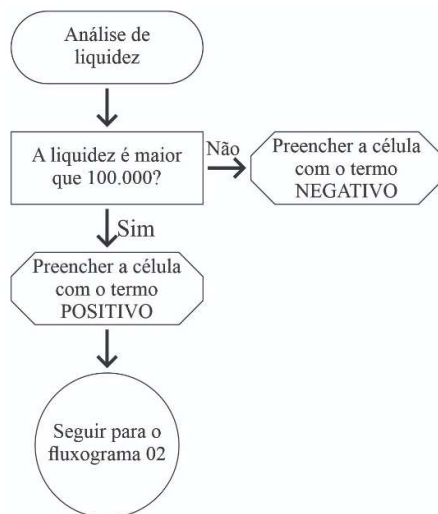 Análise de
liquidez
A liquidez é maior
que 100.000?
Não
Preencher a célula
com o termo
NEGATIVO
Sim
Preencher a célula
com o termo
POSITIVO
Seguir para o
fluxograma 02